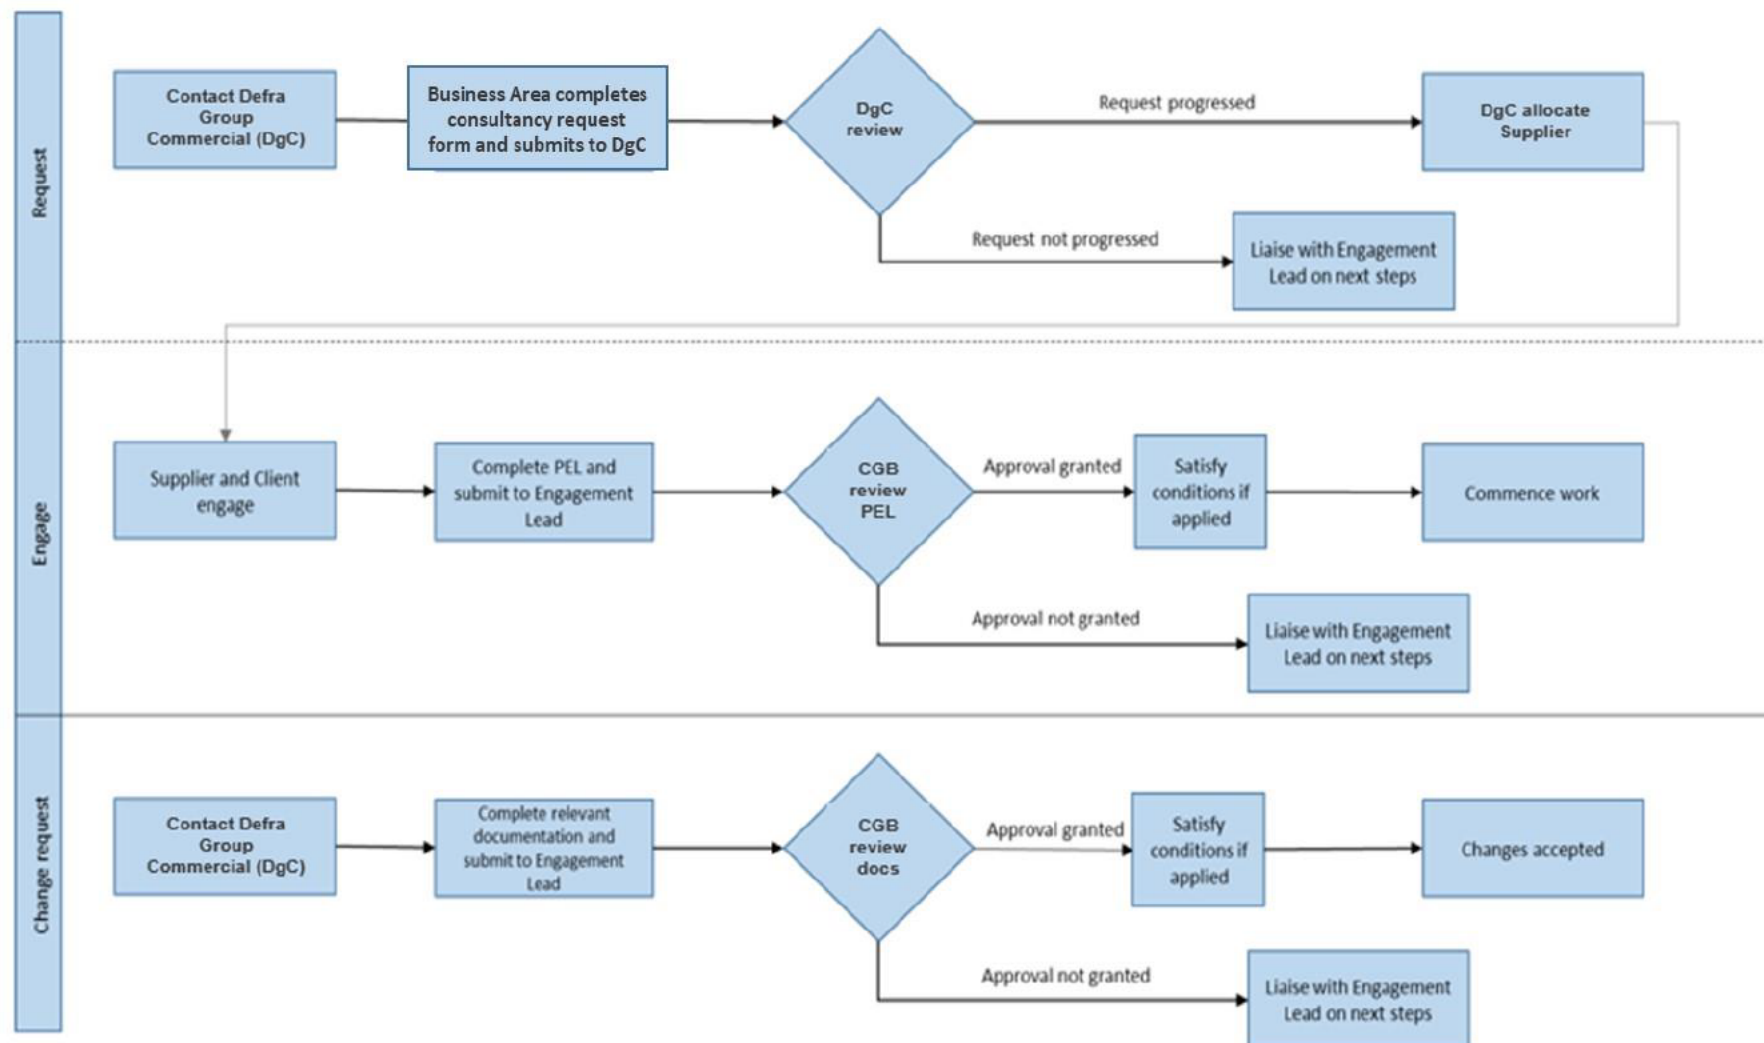 Request
Contact Defra
Group
Commercial (DgC)
Business Area completes
consultancy request
form and submits to DgC
DgC
review
Request progressed
DgC allocate
Supplier
Request not progressed
Liaise with Engagement
Lead on next steps
Engage
Supplier and Client
engage
Complete PEL and
submit to Engagement
Lead
CGB
review
PEL
Approval granted
Satisfy
conditions if
applied
Commence work
Approval not granted
Liaise with Engagement
Lead on next steps
Change request
Contact Defra
Group
Commercial (DgC)
Complete relevant
documentation and
submit to Engagement
Lead
CGB
review
docs
Approval granted
Satisfy
conditions if
applied
Changes accepted
Approval not granted
Liaise with Engagement
Lead on next steps